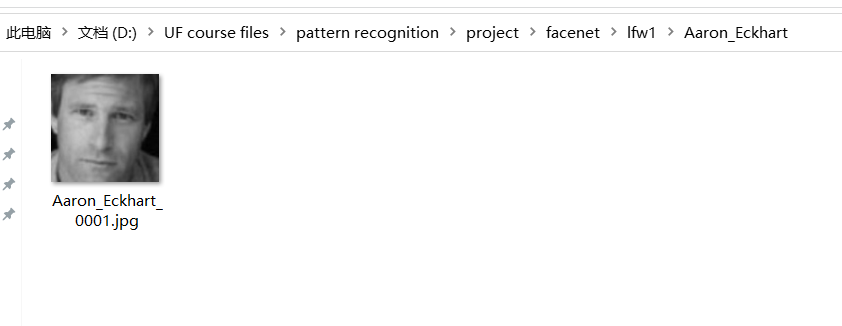 此电脑 > 文档 (D:) > UF course files > pattern recognition > project > facenet > lfw1 > Aaron_Eckhart
Aaron_Eckhart_
0001.jpg